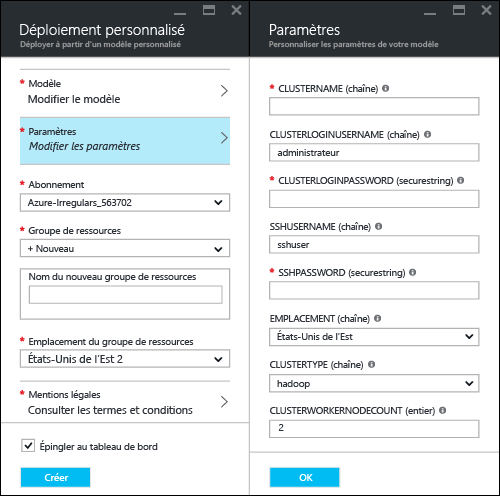 Déploiement personnalisé
Déployer à partir d'un modèle personnalisé
* Modèle
Modifier le modèle
* Paramètres
Modifier les paramètres
* Abonnement
Azure-Irregulars_563702
* Groupe de ressources
+ Nouveau
Nom du nouveau groupe de ressources
* Emplacement du groupe de ressources
États-Unis de l'Est 2
* Mentions légales
Consulter les termes et conditions
Épingler au tableau de bord
Créer
Paramètres
Personnaliser les paramètres de votre modèle
* CLUSTERNAME (chaîne)
CLUSTERLOGINUSERNAME (chaîne)
administrateur
* CLUSTERLOGINPASSWORD (securestring)
SSHUSERNAME (chaîne)
sshuser
* SSHPASSWORD (securestring)
EMPLACEMENT (chaîne)
États-Unis de l'Est
CLUSTERTYPE (chaîne)
hadoop
CLUSTERWORKERNODECOUNT (entier)
2
OK